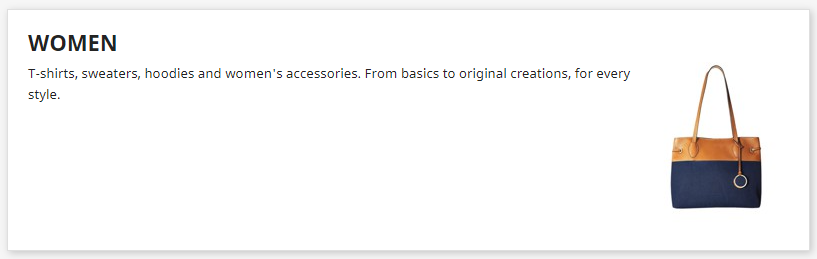 WOMEN
T-shirts, sweaters, hoodies and women's accessories. From basics to original creations, for every
style.